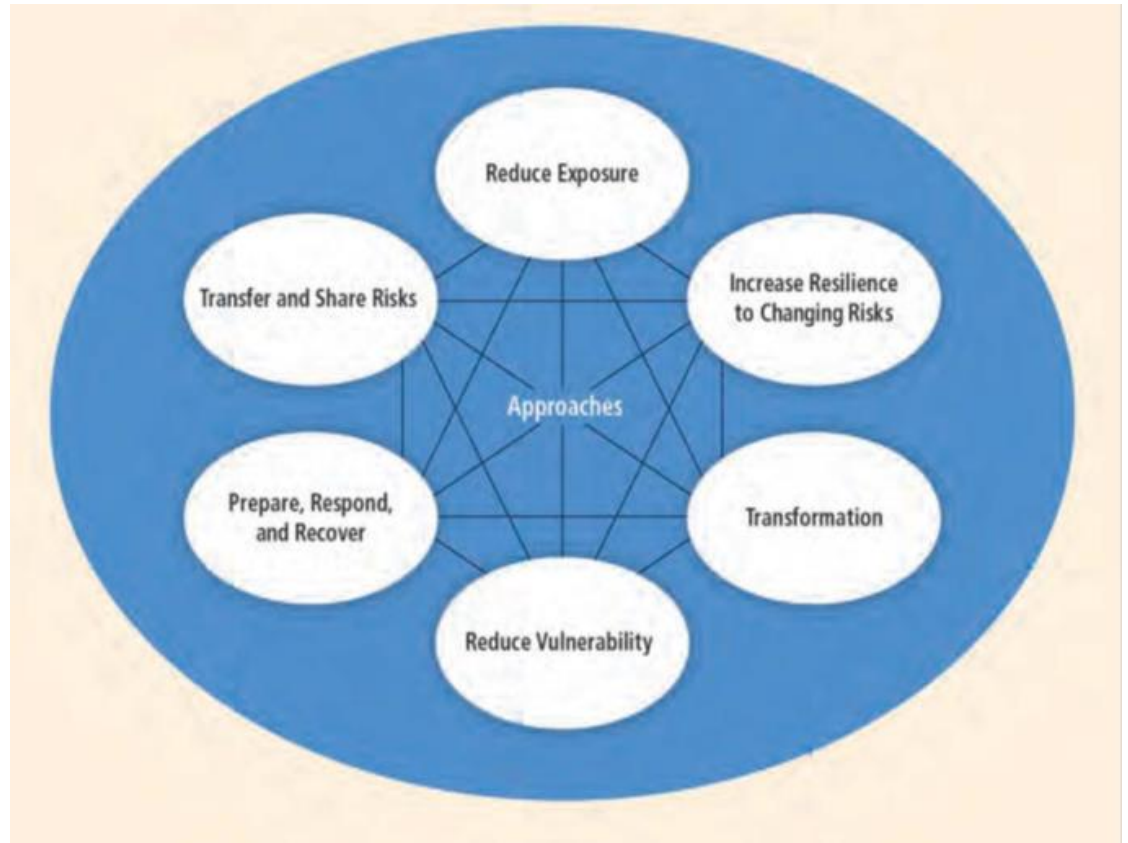 Reduce Exposure
Transfer and Share Risks
Increase Resilience
to Changing Risks
Approaches
Prepare, Respond,
and Recover
Transformation
Reduce Vulnerability